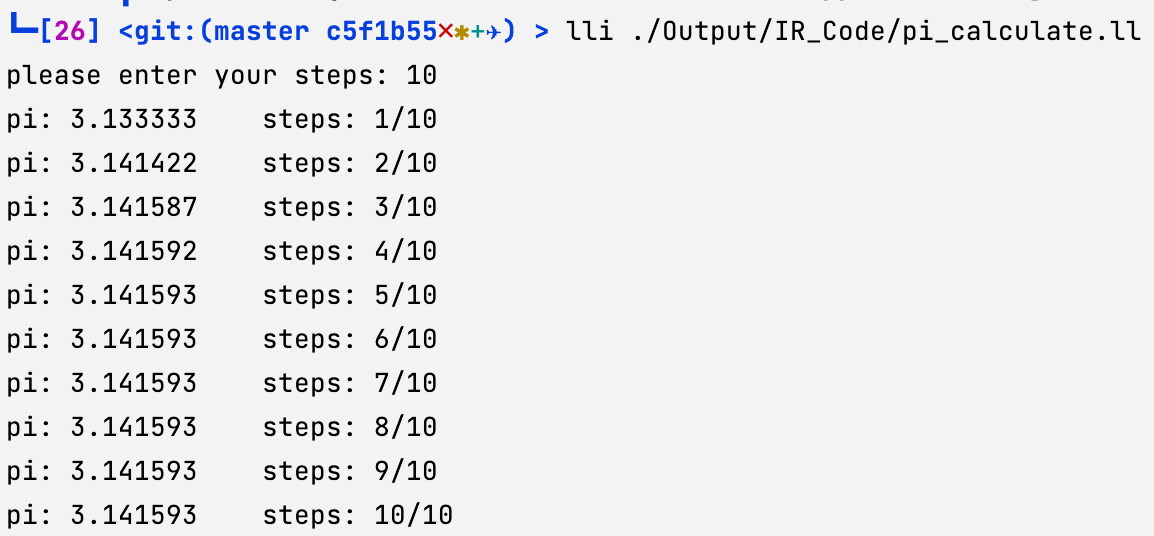 [26] <git:(master c5f1b55×✱+✈) > lli ./Output/IR_Code/pi_calculate.ll
please enter your steps: 10
pi: 3.133333    steps: 1/10
pi: 3.141422    steps: 2/10
pi: 3.141587    steps: 3/10
pi: 3.141592    steps: 4/10
pi: 3.141593    steps: 5/10
pi: 3.141593    steps: 6/10
pi: 3.141593    steps: 7/10
pi: 3.141593    steps: 8/10
pi: 3.141593    steps: 9/10
pi: 3.141593    steps: 10/10